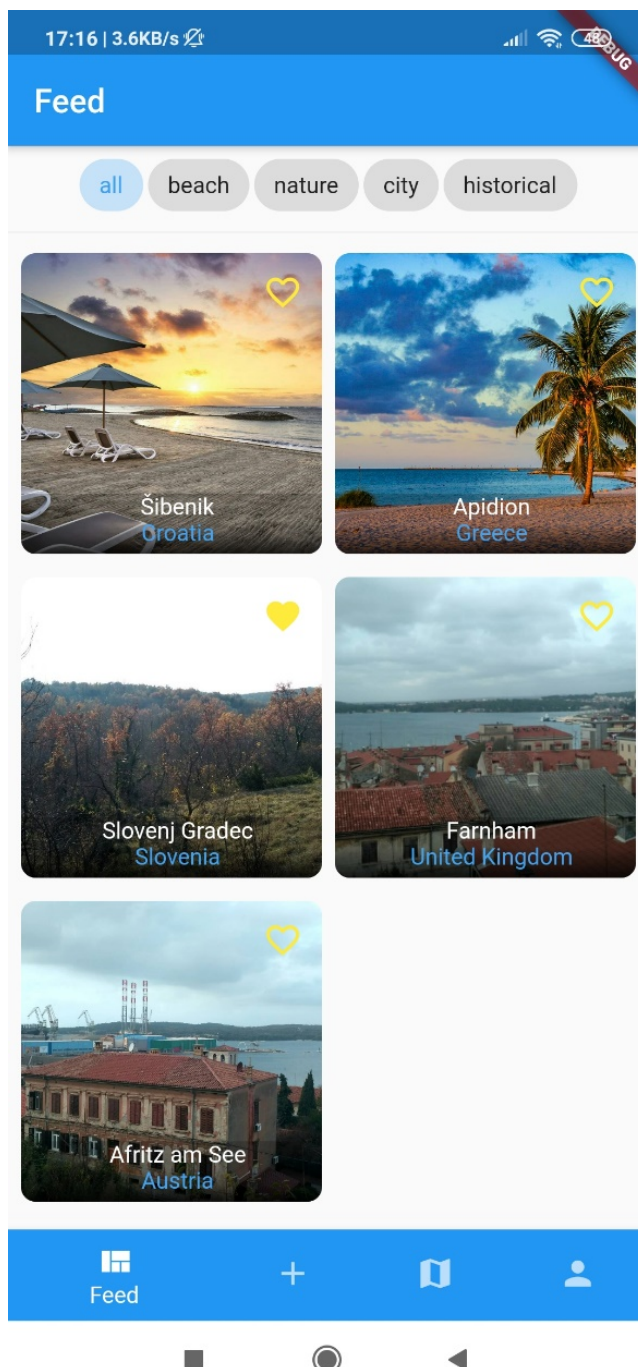 17:16 | 3.6KB/s
48
DEBUG
Feed
all beach nature city historical
Šibenik
Croatia
Apidion
Greece
Slovenj Gradec
Slovenia
Farnham
United Kingdom
Afritz am See
Austria
Feed